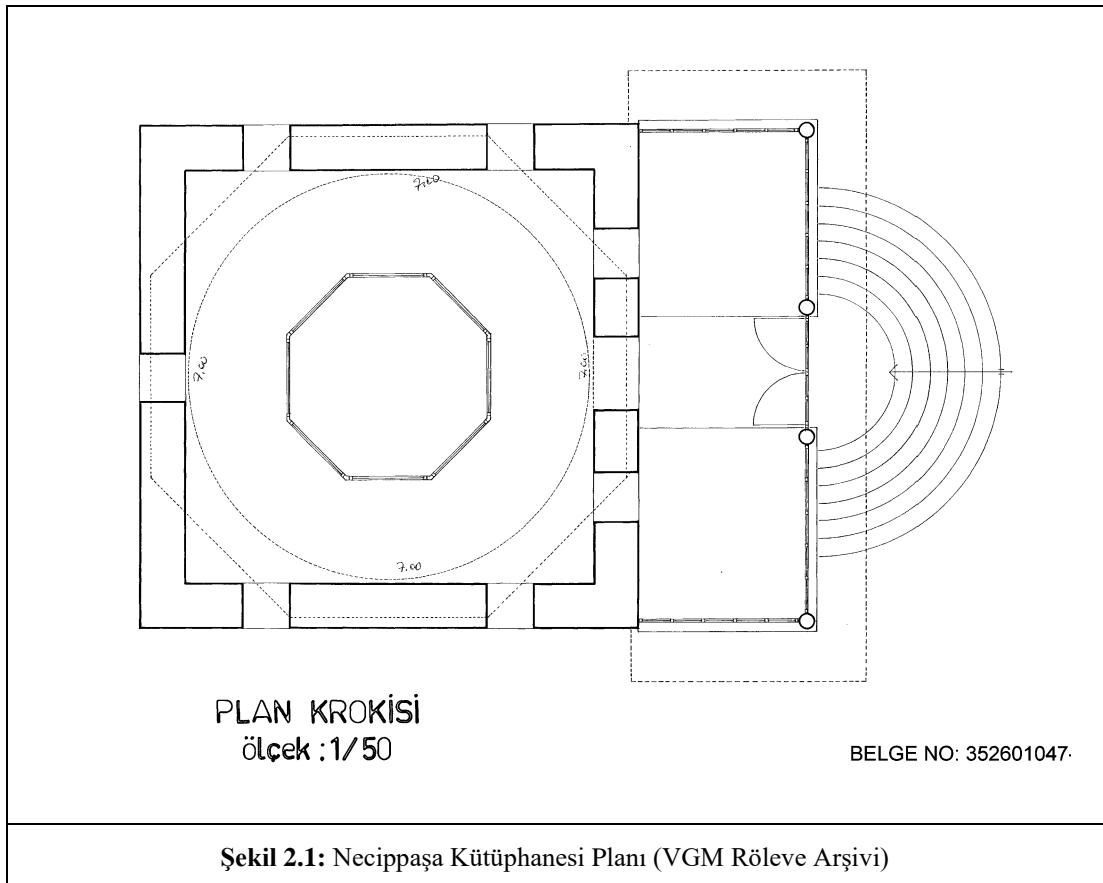 7,00
7,00
7,00
7,00
PLAN KROKİSİ
ölçek : 1/50
BELGE NO: 352601047
Şekil 2.1: Necippaşa Kütüphanesi Planı (VGM Röleve Arşivi)